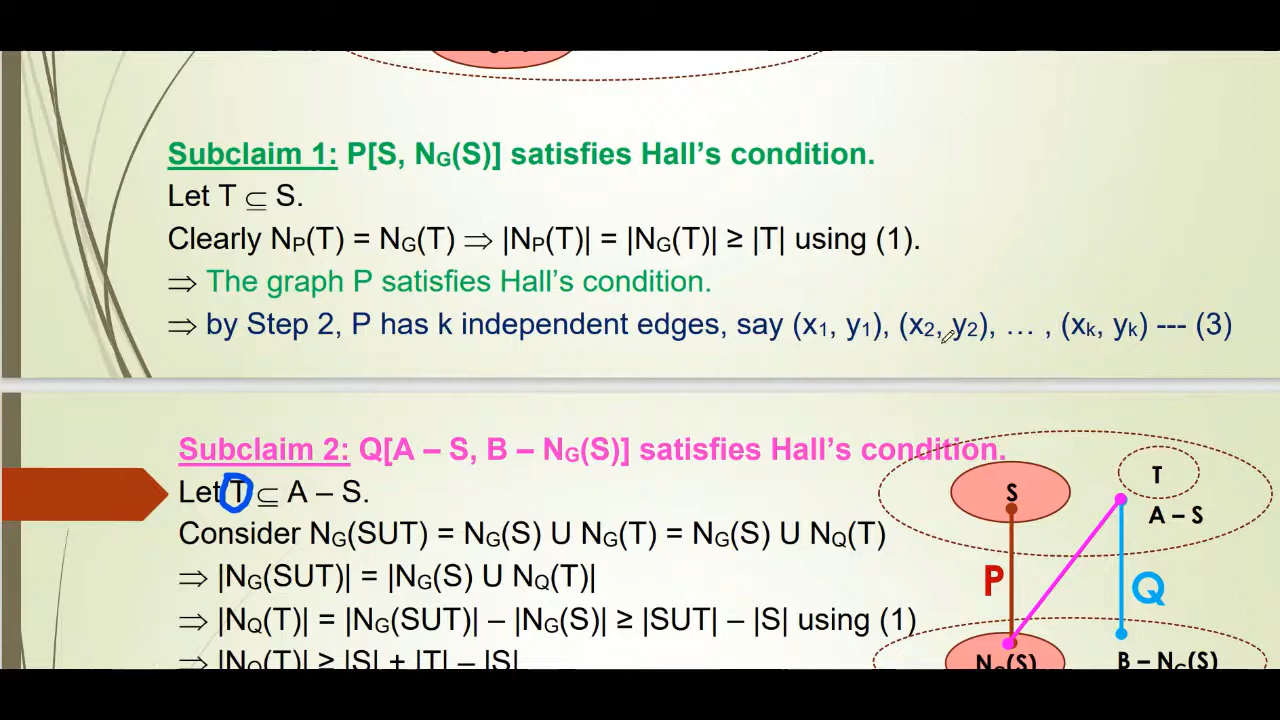 Subclaim 1: P[S, NG(S)] satisfies Hall's condition.
Let T ⊆ S.
Clearly NP(T) = NG(T) ⇒ |NP(T)| = |NG(T)| ≥ |T| using (1).
⇒ The graph P satisfies Hall's condition.
⇒ by Step 2, P has k independent edges, say (x1, y1), (x2, y2), … , (xk, yk) --- (3)
Subclaim 2: Q[A – S, B – NG(S)] satisfies Hall's condition.
Let T ⊆ A – S.
Consider NG(SUT) = NG(S) U NG(T) = NG(S) U NQ(T)
⇒ |NG(SUT)| = |NG(S) U NQ(T)|
⇒ |NQ(T)| = |NG(SUT)| – |NG(S)| ≥ |SUT| – |S| using (1)
⇒ |NQ(T)| ≥ |S| + |T| – |S|
S
T
A – S
P
Q
NG(S)
B – NG(S)